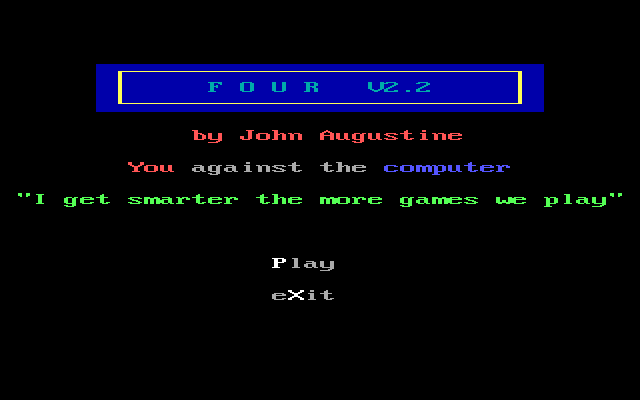 F O U R   V2.2
by John Augustine
You against the computer
"I get smarter the more games we play"
Play
eXit